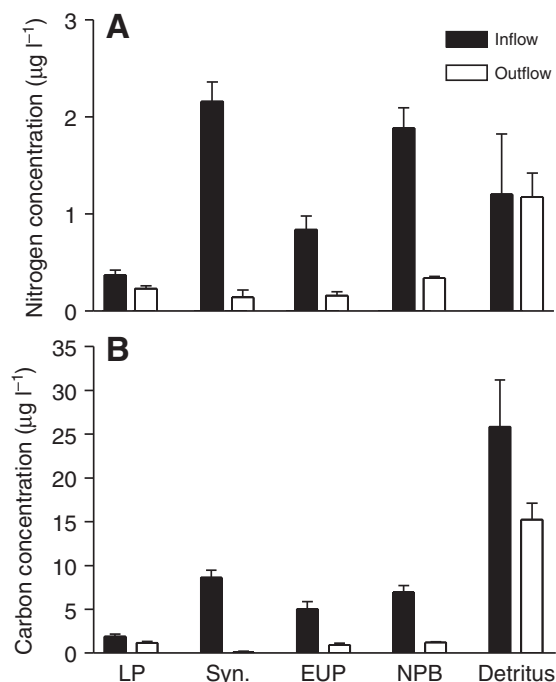 A
Nitrogen concentration (µg l⁻¹)
3
2
1
0
Inflow
Outflow
B
Carbon concentration (µg l⁻¹)
35
30
25
20
15
10
5
0
LP Syn. EUP NPB Detritus